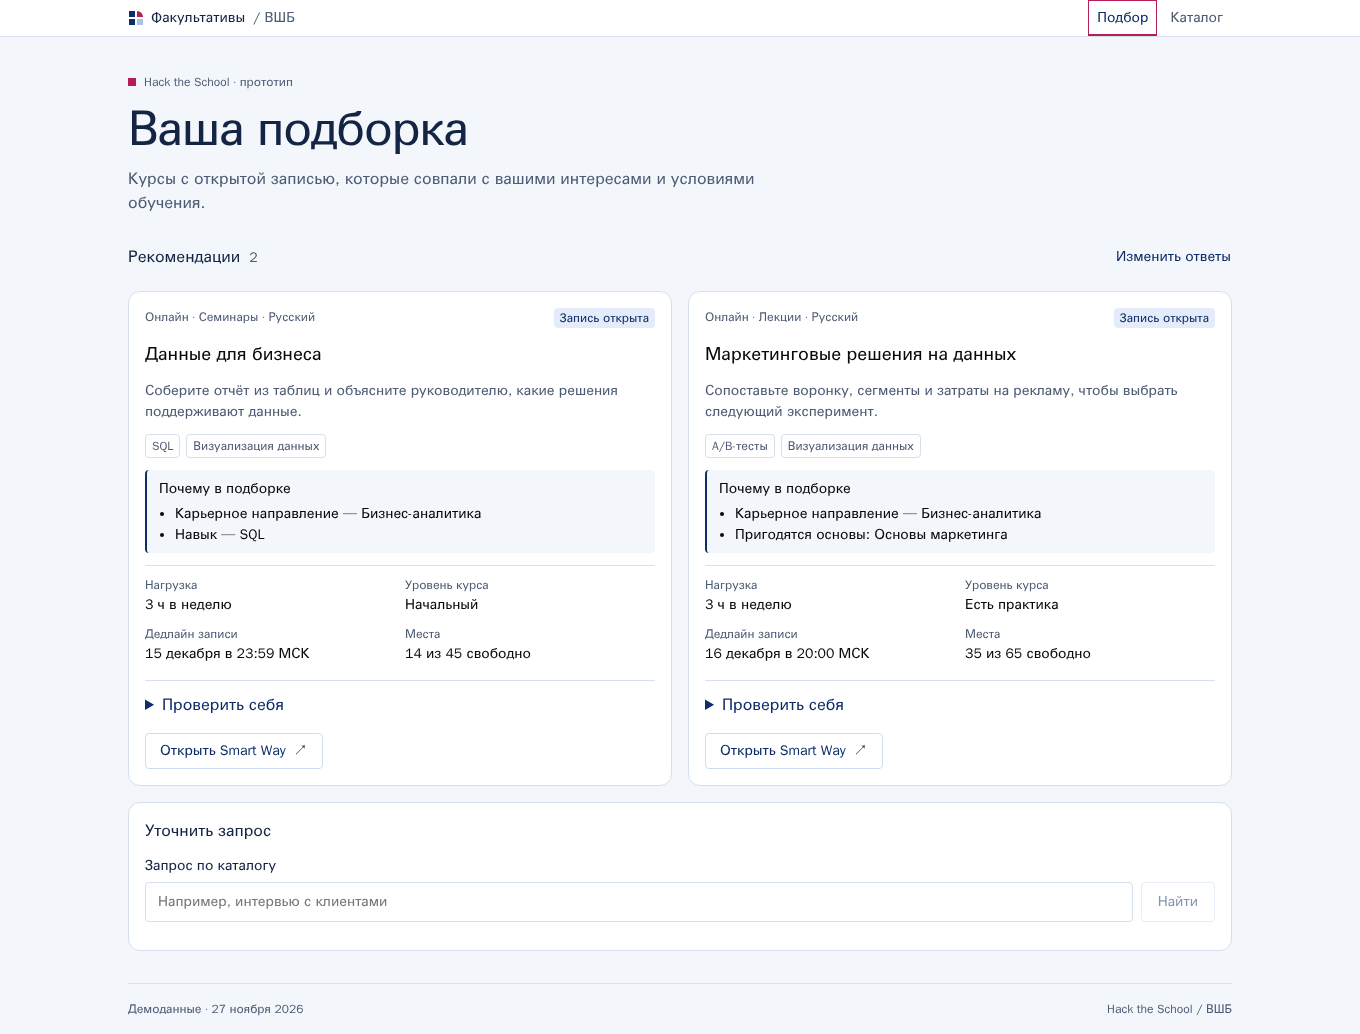 Факультативы / ВШБ
Подбор
Каталог
Hack the School · прототип
Ваша подборка
Курсы с открытой записью, которые совпали с вашими интересами и условиями
обучения.
Рекомендации 2
Изменить ответы
Онлайн · Семинары · Русский
Запись открыта
Данные для бизнеса
Соберите отчёт из таблиц и объясните руководителю, какие решения
поддерживают данные.
SQL
Визуализация данных
Почему в подборке
• Карьерное направление — Бизнес-аналитика
• Навык — SQL
Нагрузка
3 ч в неделю
Уровень курса
Начальный
Дедлайн записи
15 декабря в 23:59 МСК
Места
14 из 45 свободно
Проверить себя
Открыть Smart Way ↗
Онлайн · Лекции · Русский
Запись открыта
Маркетинговые решения на данных
Сопоставьте воронку, сегменты и затраты на рекламу, чтобы выбрать
следующий эксперимент.
A/B-тесты
Визуализация данных
Почему в подборке
• Карьерное направление — Бизнес-аналитика
• Пригодятся основы: Основы маркетинга
Нагрузка
3 ч в неделю
Уровень курса
Есть практика
Дедлайн записи
16 декабря в 20:00 МСК
Места
35 из 65 свободно
Проверить себя
Открыть Smart Way ↗
Уточнить запрос
Запрос по каталогу
Например, интервью с клиентами
Найти
Демоданные · 27 ноября 2026
Hack the School / ВШБ